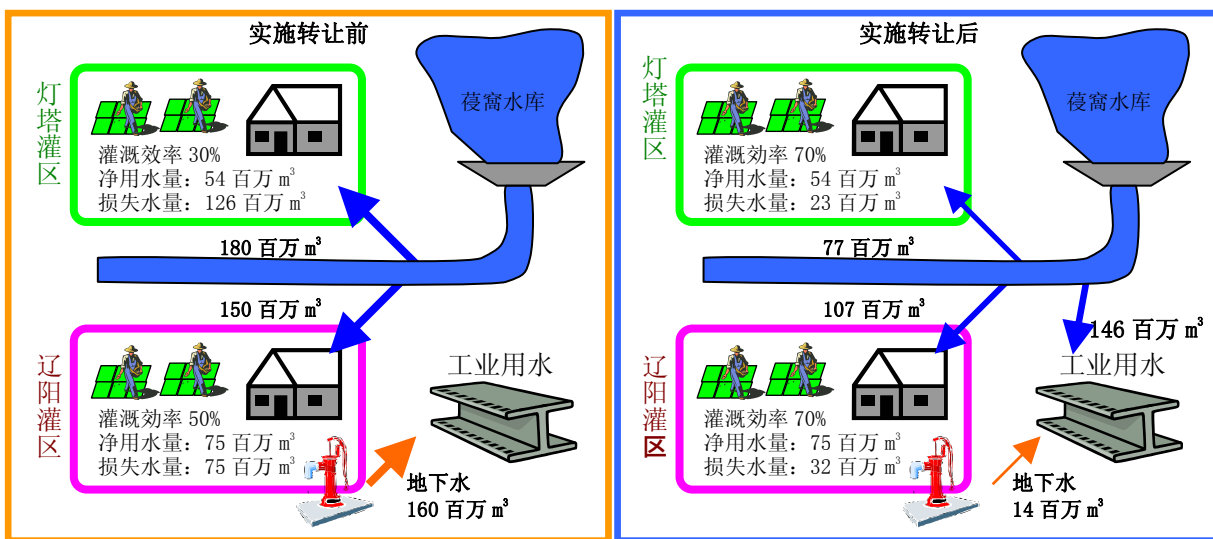 实施转让前
灯塔灌区
葠窝水库
灌溉效率 30%
净用水量：54 百万 m³
损失水量：126 百万 m³
180 百万 m³
150 百万 m³
辽阳灌区
工业用水
灌溉効率 50%
净用水量：75 百万 m³
损失水量：75 百万 m³
地下水
160 百万 m³
实施转让后
灯塔灌区
葠窝水库
灌溉効率 70%
净用水量：54 百万 m³
损失水量：23 百万 m³
77 百万 m³
107 百万 m³
146 百万 m³
辽阳灌区
工业用水
灌溉効率 70%
净用水量：75 百万 m³
损失水量：32 百万 m³
地下水
14 百万 m³